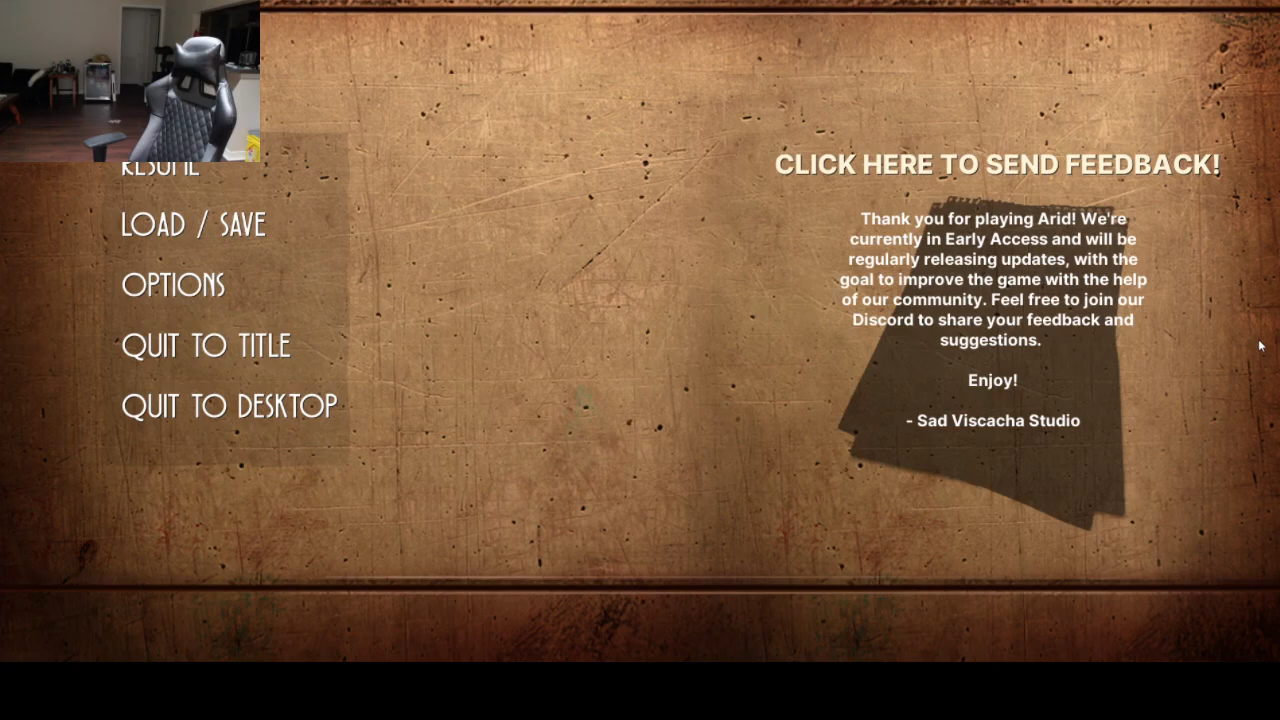 RESUME
LOAD / SAVE
OPTIONS
QUIT TO TITLE
QUIT TO DESKTOP
CLICK HERE TO SEND FEEDBACK!
Thank you for playing Arid! We're
currently in Early Access and will be
regularly releasing updates, with the
goal to improve the game with the help
of our community. Feel free to join our
Discord to share your feedback and
suggestions.
Enjoy!
- Sad Viscacha Studio